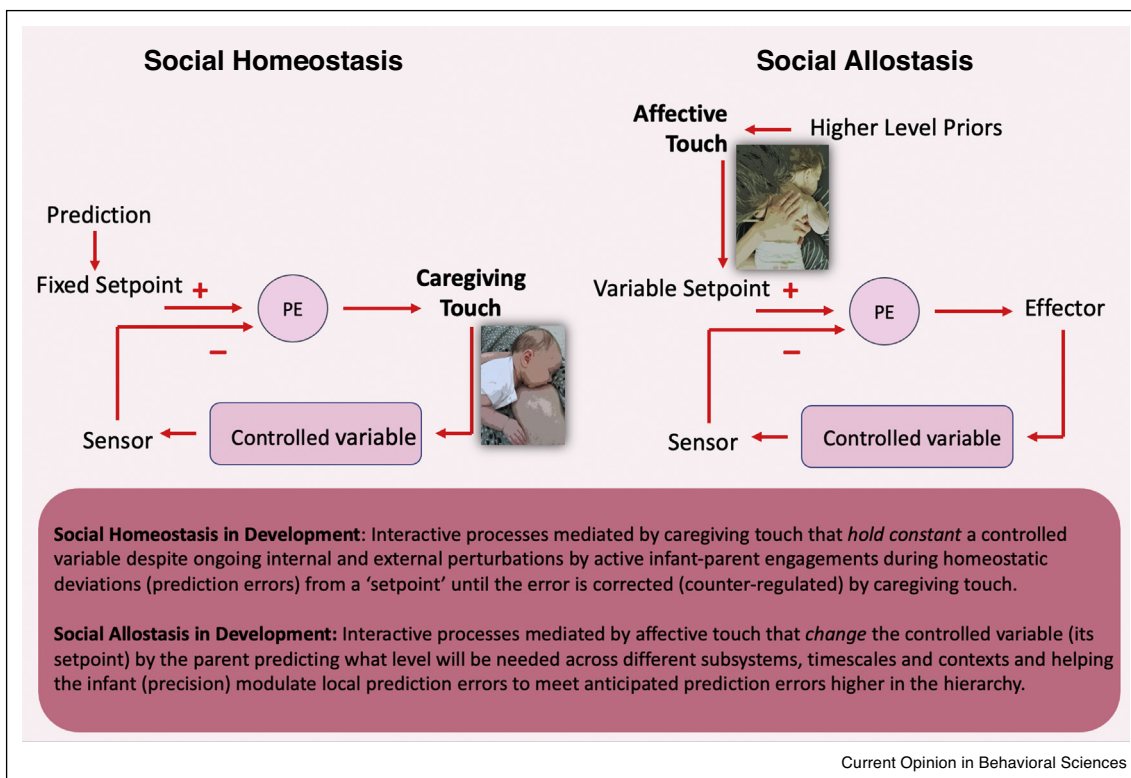 Social Homeostasis
Social Allostasis
Affective
Touch
Higher Level Priors
Prediction
Fixed Setpoint
+
PE
Caregiving
Touch
−
Sensor
Controlled variable
Variable Setpoint
+
PE
Effector
−
Sensor
Controlled variable
Social Homeostasis in Development: Interactive processes mediated by caregiving touch that hold constant a controlled
variable despite ongoing internal and external perturbations by active infant-parent engagements during homeostatic
deviations (prediction errors) from a ‘setpoint’ until the error is corrected (counter-regulated) by caregiving touch.
Social Allostasis in Development: Interactive processes mediated by affective touch that change the controlled variable (its
setpoint) by the parent predicting what level will be needed across different subsystems, timescales and contexts and helping
the infant (precision) modulate local prediction errors to meet anticipated prediction errors higher in the hierarchy.
Current Opinion in Behavioral Sciences